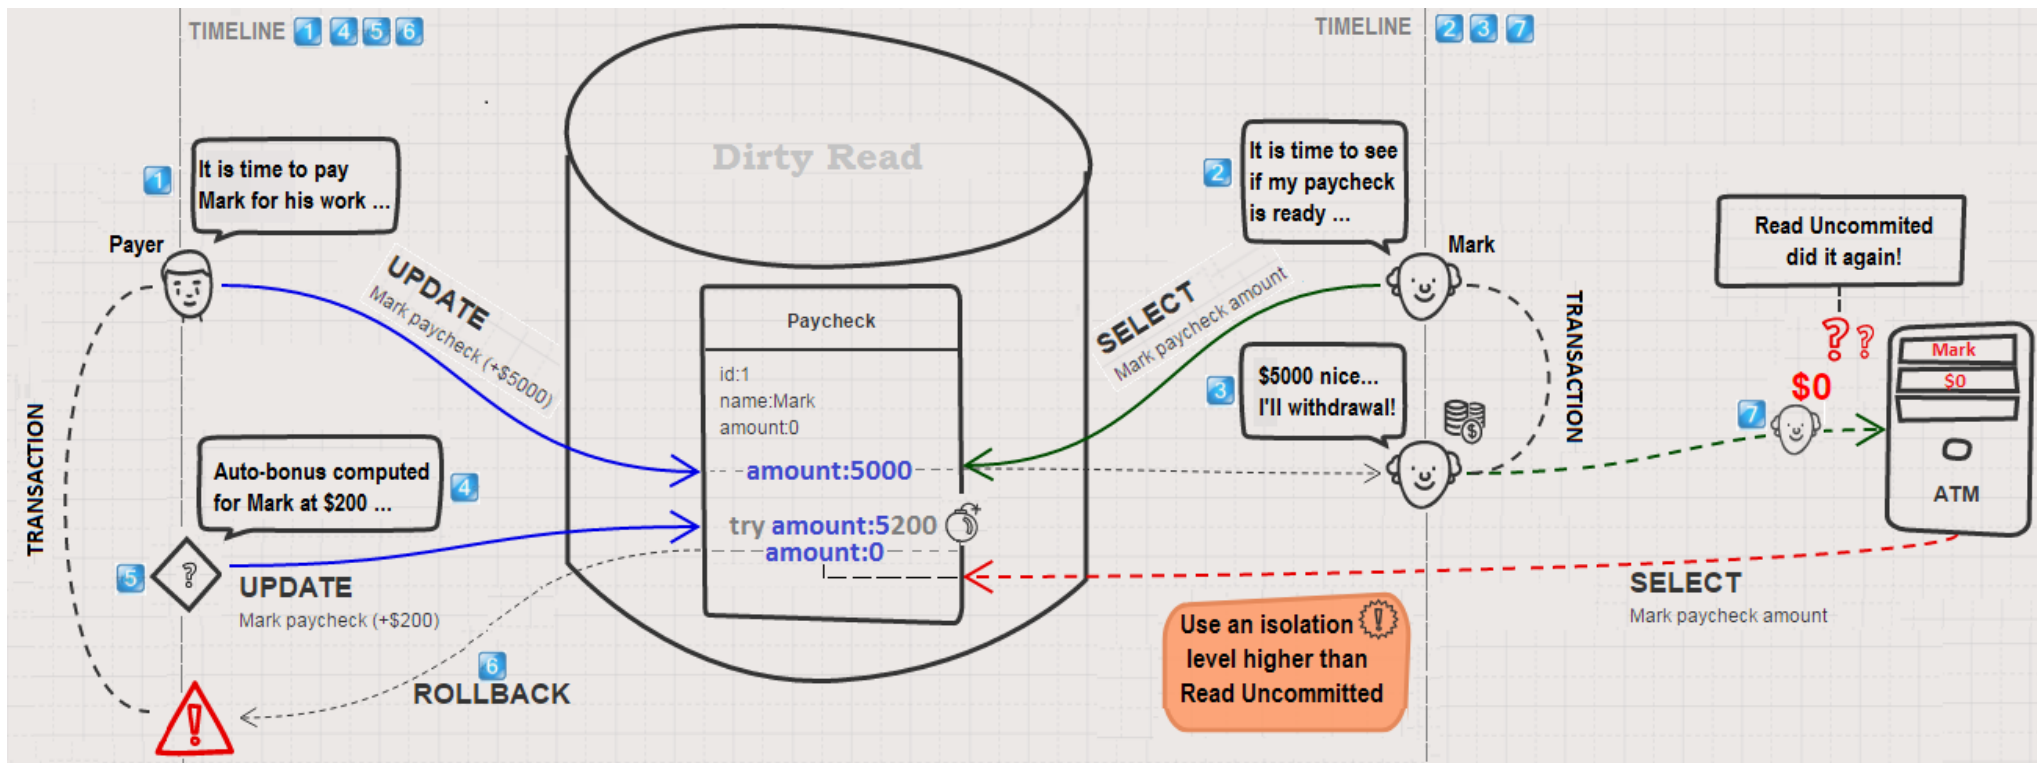 TIMELINE 1 4 5 6
TIMELINE 2 3 7
Dirty Read
1
It is time to pay
Mark for his work ...
Payer
UPDATE
Mark paycheck (+$5000)
TRANSACTION
4
Auto-bonus computed
for Mark at $200 ...
5
?
UPDATE
Mark paycheck (+$200)
6
ROLLBACK
!
Paycheck
id:1
name:Mark
amount:0
amount:5000
try amount:5200
amount:0
2
It is time to see
if my paycheck
is ready ...
Mark
SELECT
Mark paycheck amount
3
$5000 nice...
I'll withdrawal!
$
TRANSACTION
Read Uncommited
did it again!
? ?
$0
7
Mark
$0
ATM
SELECT
Mark paycheck amount
Use an isolation !
level higher than
Read Uncommitted